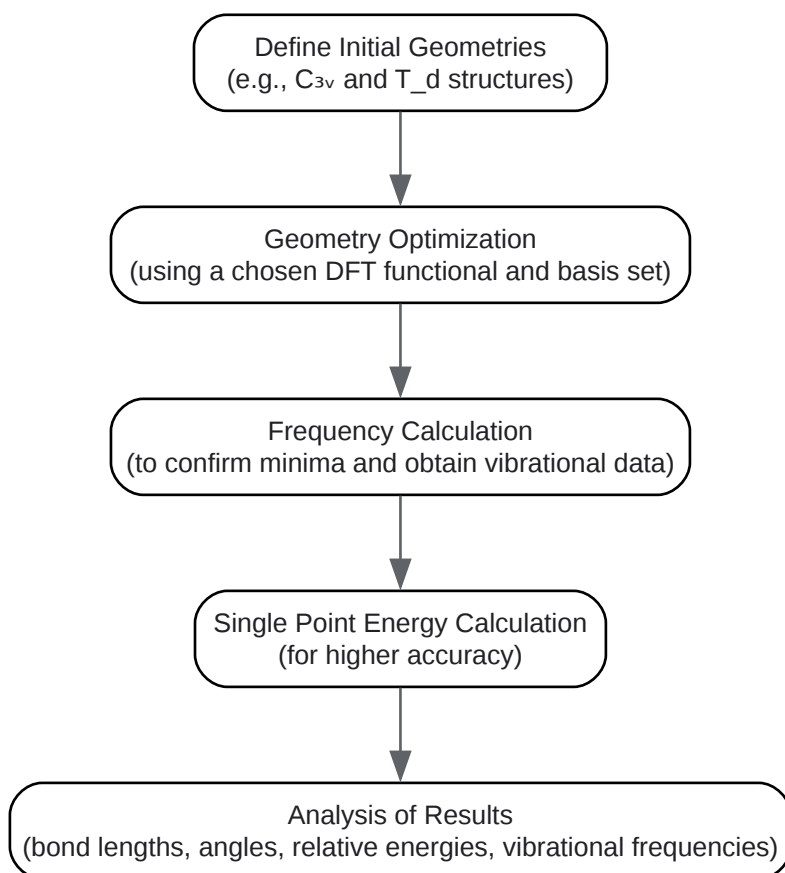 Define Initial Geometries
(e.g., C₃ᵥ and T_d structures)
Geometry Optimization
(using a chosen DFT functional and basis set)
Frequency Calculation
(to confirm minima and obtain vibrational data)
Single Point Energy Calculation
(for higher accuracy)
Analysis of Results
(bond lengths, angles, relative energies, vibrational frequencies)